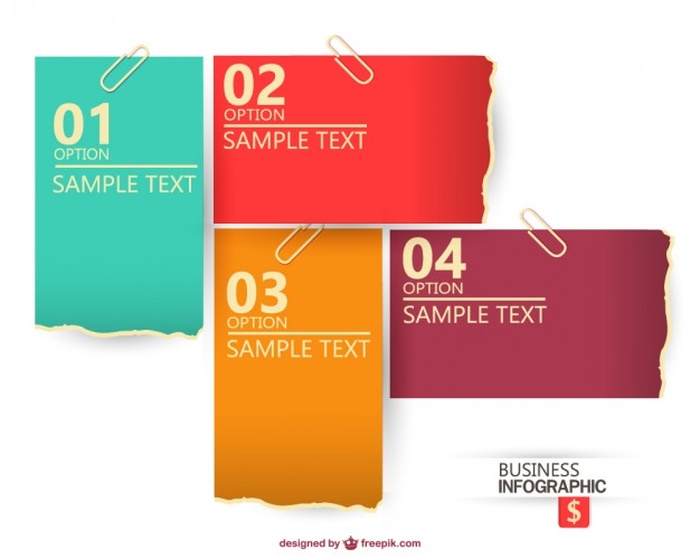 01
OPTION
SAMPLE TEXT
02
OPTION
SAMPLE TEXT
03
OPTION
SAMPLE TEXT
04
OPTION
SAMPLE TEXT
BUSINESS
INFOGRAPHIC
$
designed by freepik.com